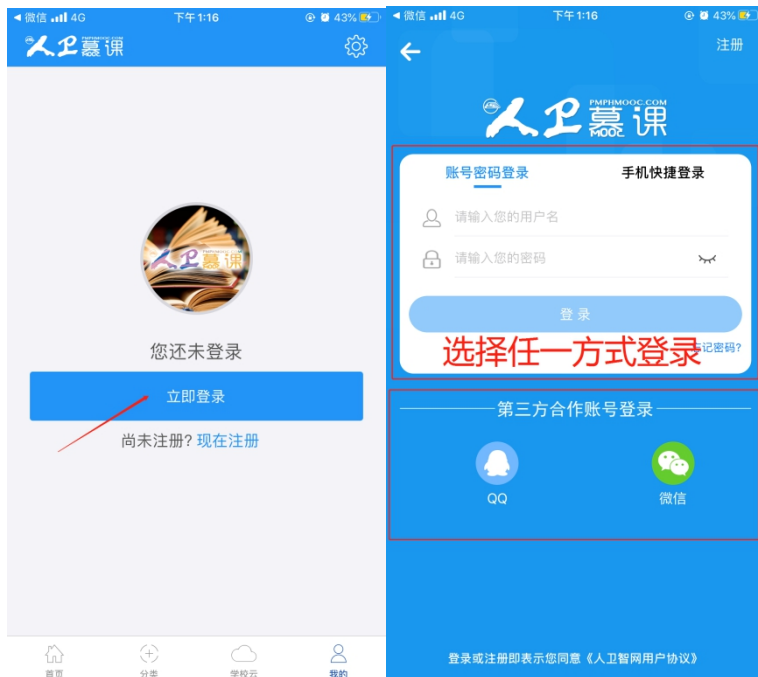 微信 4G
下午1:16
43%
人卫慕课
PMPHMOOC.COM
人卫慕课
您还未登录
立即登录
尚未注册? 现在注册
首页
分类
学校云
我的
微信 4G
下午1:16
43%
注册
人卫慕课
PMPHMOOC.COM
MOOC
账号密码登录
手机快捷登录
请输入您的用户名
请输入您的密码
登录
选择任一方式登录
记密码?
第三方合作账号登录
QQ
微信
登录或注册即表示您同意《人卫智网用户协议》